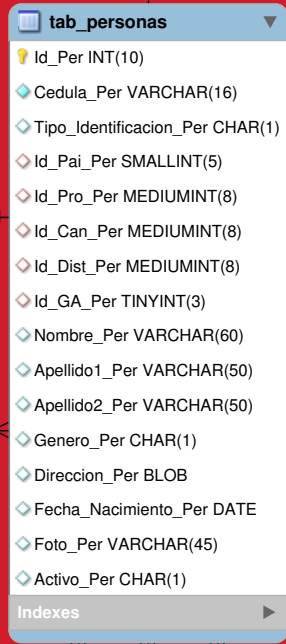 tab_personas
Id_Per INT(10)
Cedula_Per VARCHAR(16)
Tipo_Identificacion_Per CHAR(1)
Id_Pai_Per SMALLINT(5)
Id_Pro_Per MEDIUMINT(8)
Id_Can_Per MEDIUMINT(8)
Id_Dist_Per MEDIUMINT(8)
Id_GA_Per TINYINT(3)
Nombre_Per VARCHAR(60)
Apellido1_Per VARCHAR(50)
Apellido2_Per VARCHAR(50)
Genero_Per CHAR(1)
Direccion_Per BLOB
Fecha_Nacimiento_Per DATE
Foto_Per VARCHAR(45)
Activo_Per CHAR(1)
Indexes